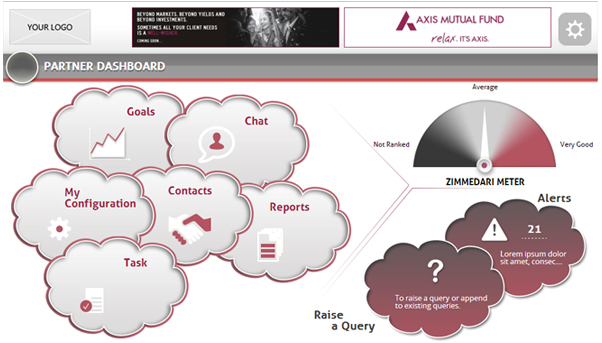 YOUR LOGO
BEYOND MARKETS. BEYOND YIELDS AND
BEYOND INVESTMENTS.
SOMETIMES ALL YOUR CLIENT NEEDS
IS A WELL-WISHER.
COMING SOON...
AXIS MUTUAL FUND
relax. IT'S AXIS.
PARTNER DASHBOARD
Goals
Chat
My
Configuration
Contacts
Reports
Task
Average
Not Ranked
Very Good
ZIMMEDARI METER
Alerts
21
Lorem ipsum dolor
sit amet, consec....
?
To raise a query or append
to existing queries.
Raise
a Query